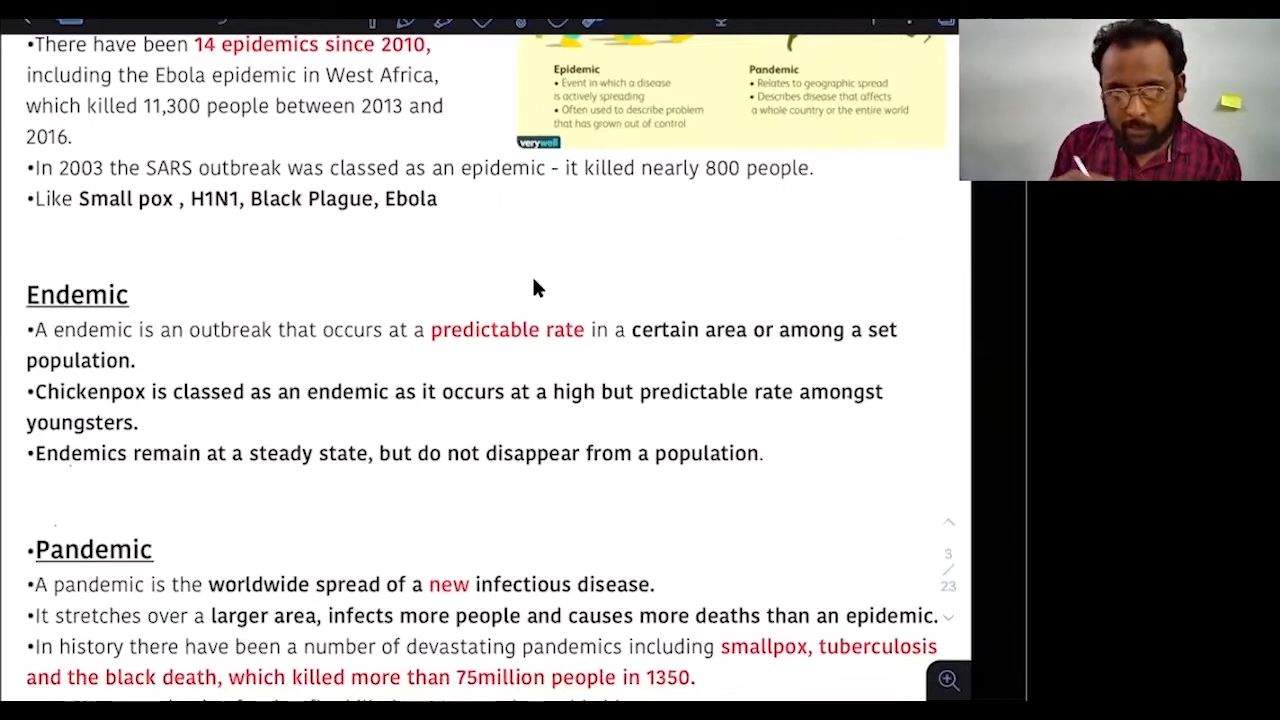 •There have been 14 epidemics since 2010,
including the Ebola epidemic in West Africa,
which killed 11,300 people between 2013 and
2016.
Epidemic
• Event in which a disease
is actively spreading
• Often used to describe problem
that has grown out of control
Pandemic
• Relates to geographic spread
• Describes disease that affects
a whole country or the entire world
verywell
•In 2003 the SARS outbreak was classed as an epidemic - it killed nearly 800 people.
•Like Small pox , H1N1, Black Plague, Ebola
Endemic
•A endemic is an outbreak that occurs at a predictable rate in a certain area or among a set
population.
•Chickenpox is classed as an endemic as it occurs at a high but predictable rate amongst
youngsters.
•Endemics remain at a steady state, but do not disappear from a population.
•Pandemic
•A pandemic is the worldwide spread of a new infectious disease.
•It stretches over a larger area, infects more people and causes more deaths than an epidemic.
•In history there have been a number of devastating pandemics including smallpox, tuberculosis
and the black death, which killed more than 75million people in 1350.
3
/
23